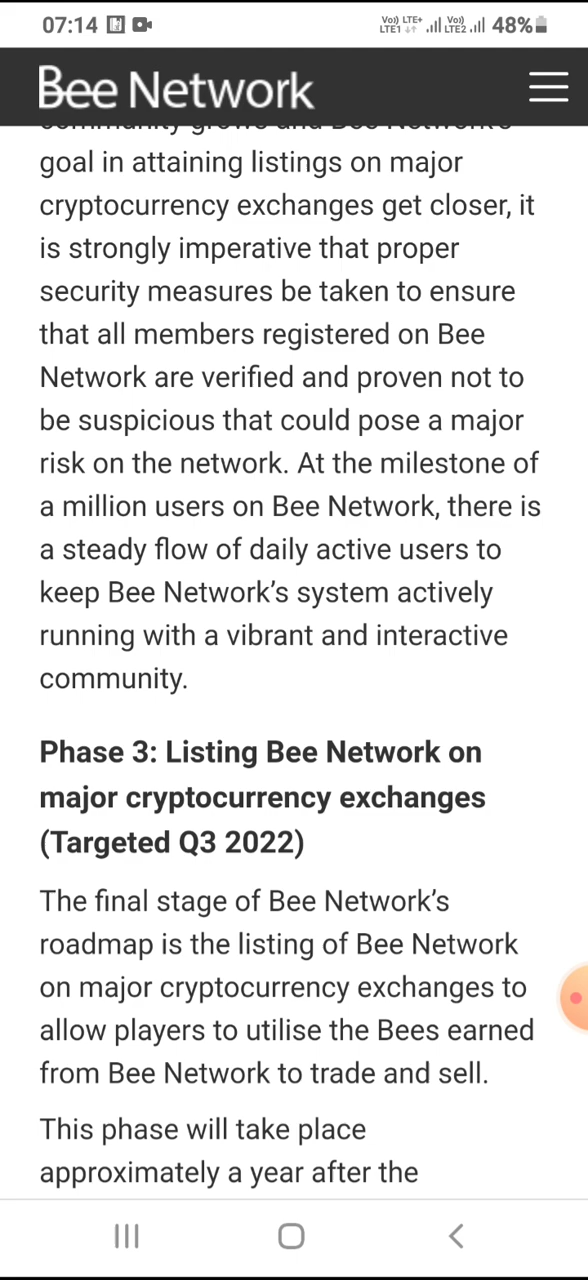 07:14
Vo)) LTE+ LTE1 Vo)) LTE2 48%
Bee Network
goal in attaining listings on major
cryptocurrency exchanges get closer, it
is strongly imperative that proper
security measures be taken to ensure
that all members registered on Bee
Network are verified and proven not to
be suspicious that could pose a major
risk on the network. At the milestone of
a million users on Bee Network, there is
a steady flow of daily active users to
keep Bee Network's system actively
running with a vibrant and interactive
community.
Phase 3: Listing Bee Network on
major cryptocurrency exchanges
(Targeted Q3 2022)
The final stage of Bee Network's
roadmap is the listing of Bee Network
on major cryptocurrency exchanges to
allow players to utilise the Bees earned
from Bee Network to trade and sell.
This phase will take place
approximately a year after the